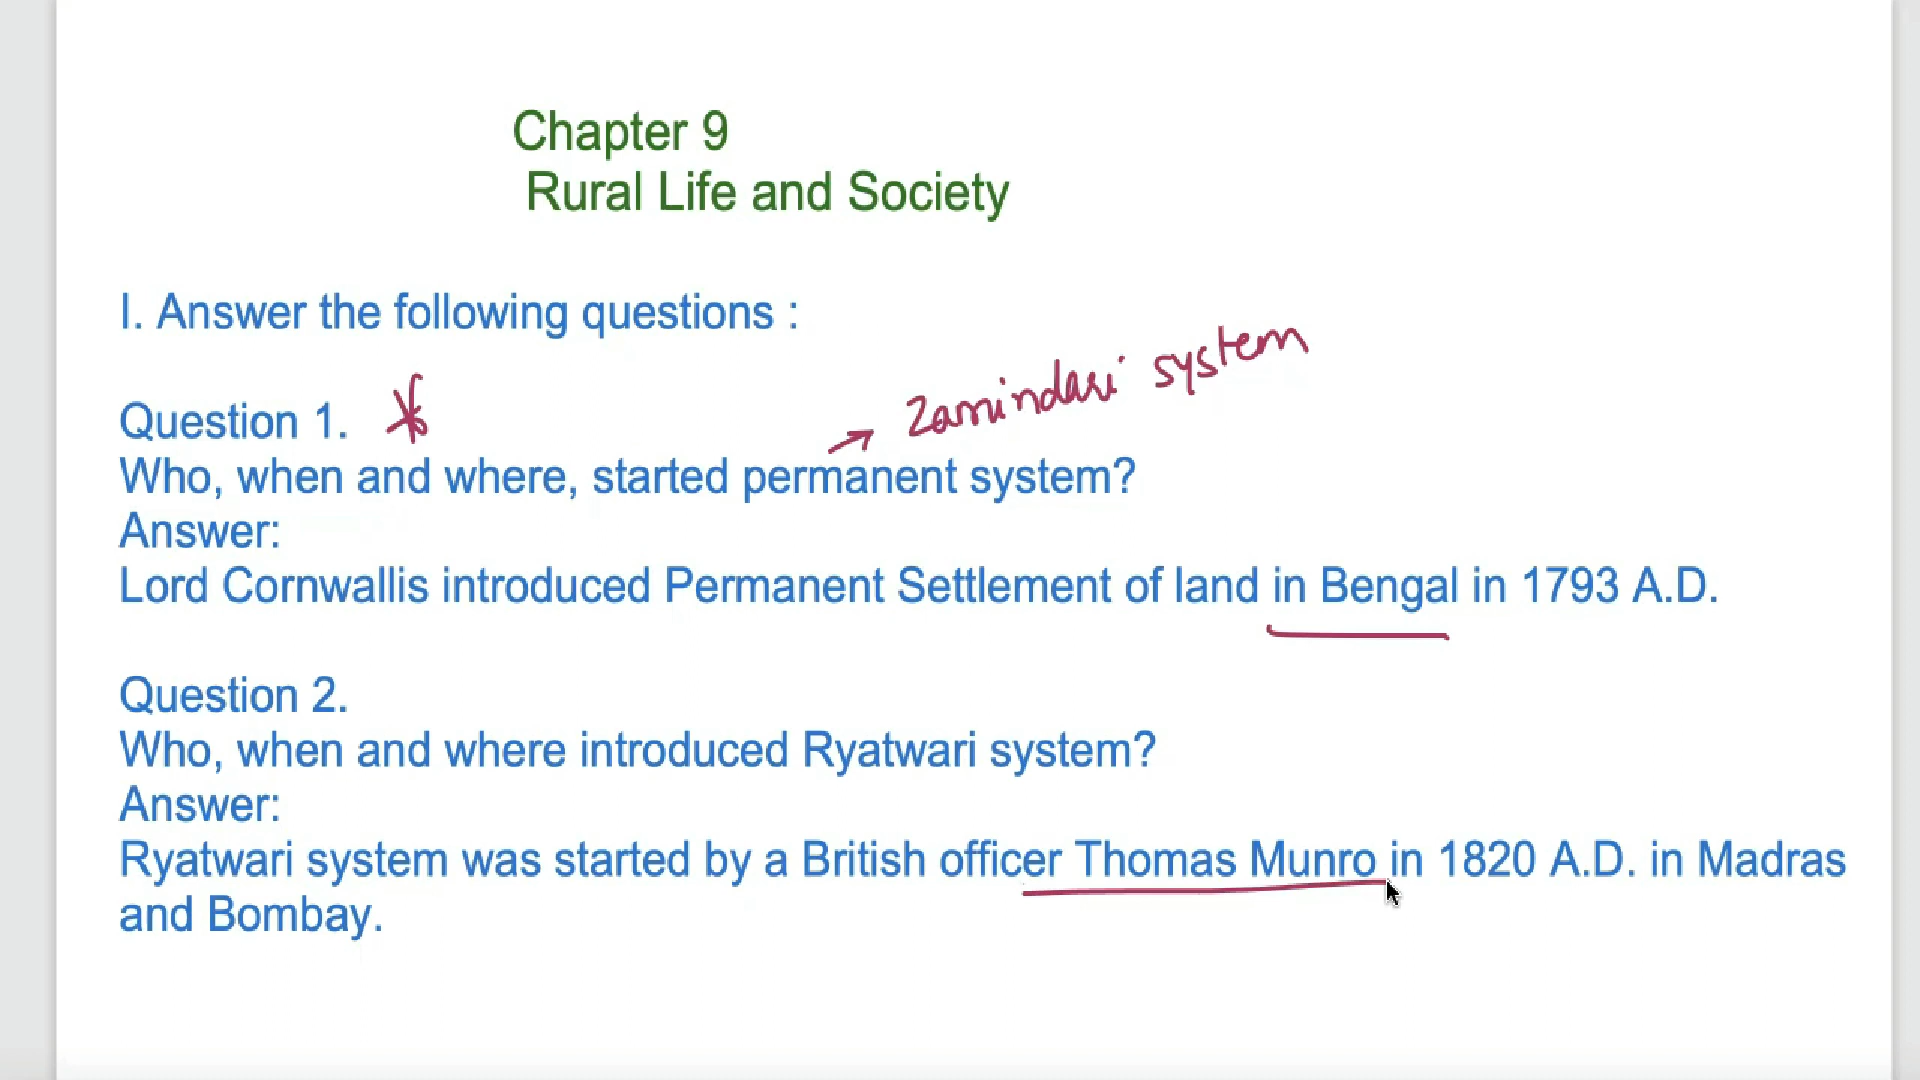 Chapter 9
Rural Life and Society
I. Answer the following questions :
Zamindari system
Question 1.
Who, when and where, started permanent system?
Answer:
Lord Cornwallis introduced Permanent Settlement of land in Bengal in 1793 A.D.
Question 2.
Who, when and where introduced Ryatwari system?
Answer:
Ryatwari system was started by a British officer Thomas Munro in 1820 A.D. in Madras
and Bombay.